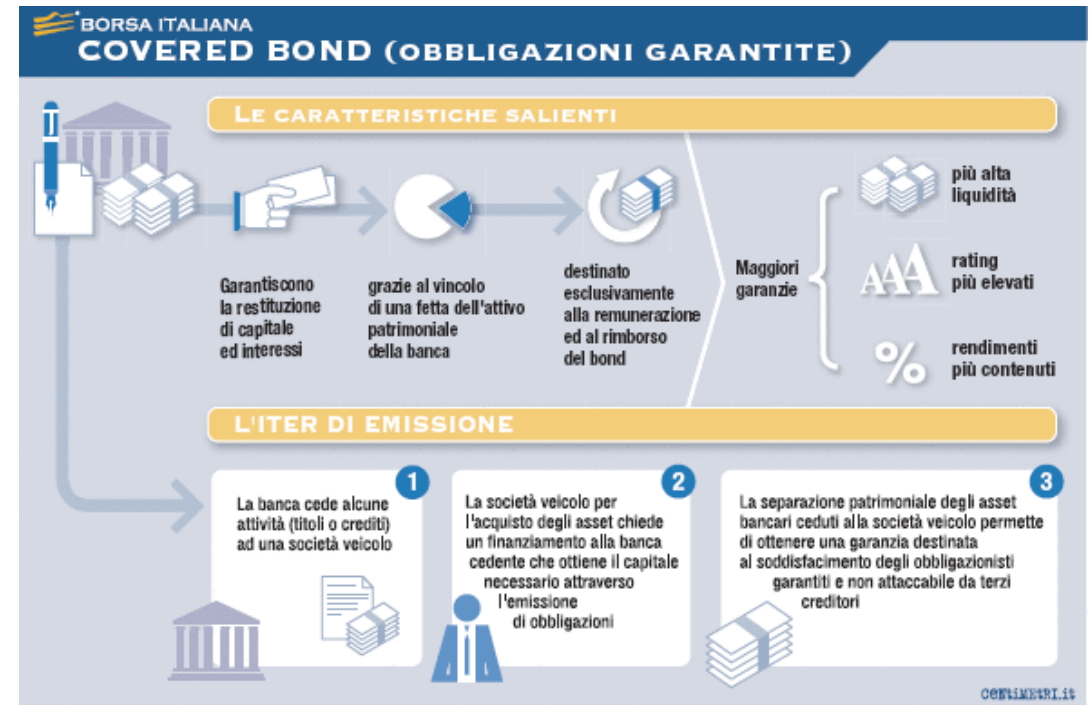 BORSA ITALIANA
COVERED BOND (OBBLIGAZIONI GARANTITE)
LE CARATTERISTICHE SALIENTI
Garantiscono
la restituzione
di capitale
ed interessi
grazie al vincolo
di una fetta dell'attivo
patrimoniale
della banca
destinato
esclusivamente
alla remunerazione
ed al rimborso
del bond
Maggiori
garanzie
più alta
liquidità
AAA
rating
più elevati
%
rendimenti
più contenuti
L'ITER DI EMISSIONE
1
La banca cede alcune
attività (titoli o crediti)
ad una società veicolo
2
La società veicolo per
l'acquisto degli asset chiede
un finanziamento alla banca
cedente che ottiene il capitale
necessario attraverso
l'emissione
di obbligazioni
3
La separazione patrimoniale degli asset
bancari ceduti alla società veicolo permette
di ottenere una garanzia destinata
al soddisfacimento degli obbligazionisti
garantiti e non attaccabile da terzi
creditori
CENTIMETRI.it